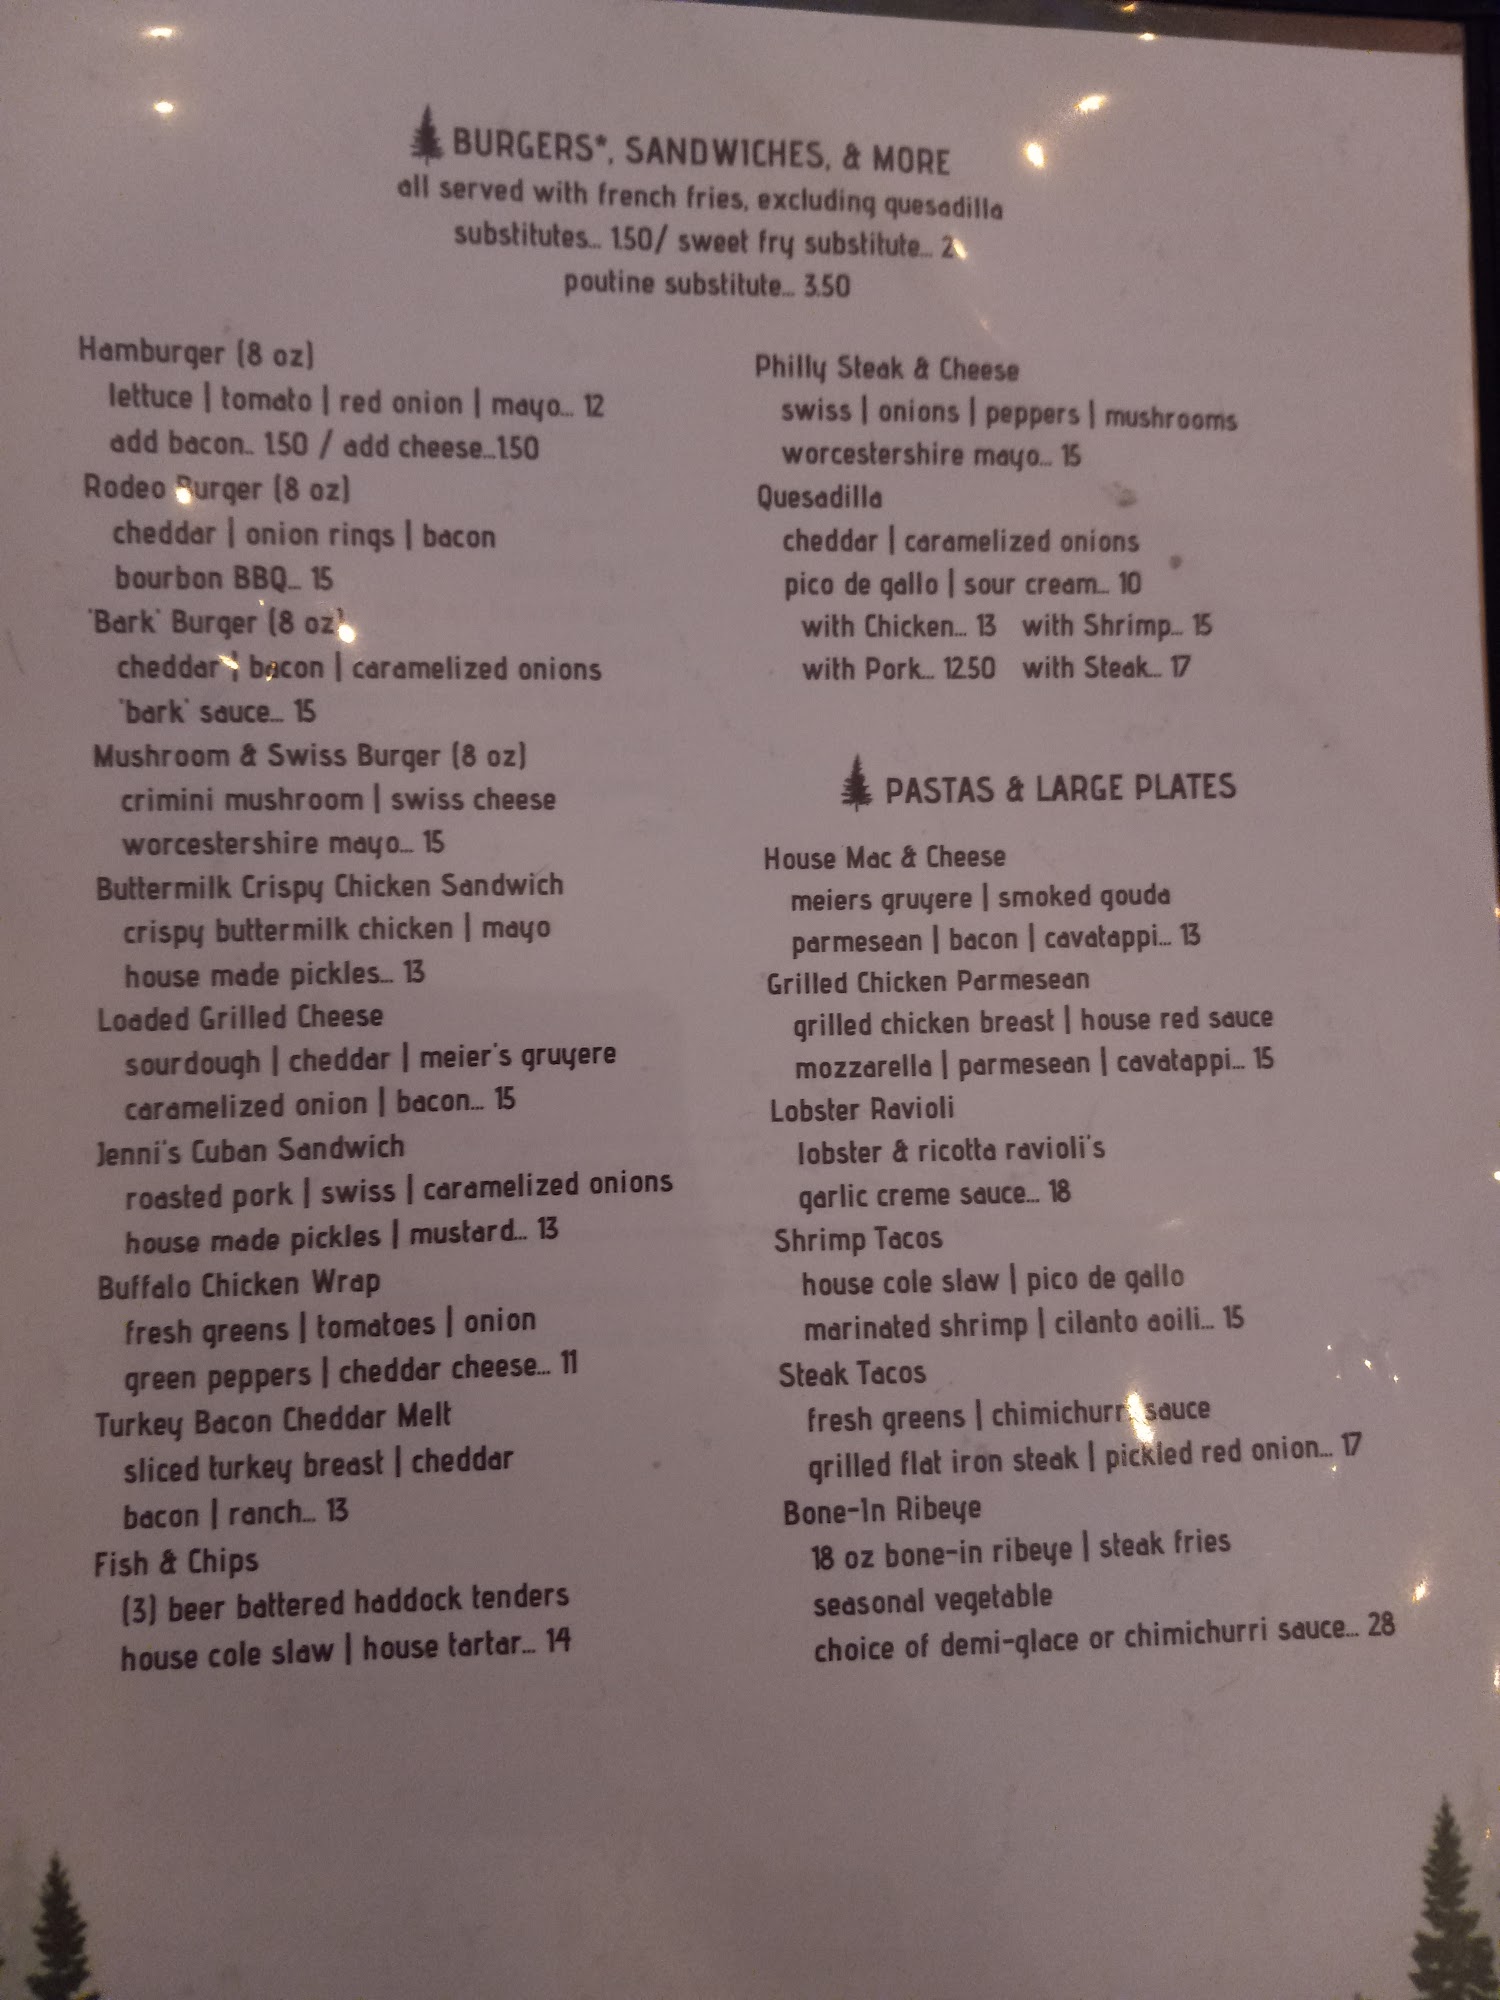 BURGERS*, SANDWICHES, & MORE
all served with french fries, excluding quesadilla
substitutes... 1.50/ sweet fry substitute... 2
poutine substitute... 3.50
Hamburger (8 oz)
lettuce | tomato | red onion | mayo... 12
add bacon.. 1.50 / add cheese...1.50
Rodeo Burger (8 oz)
cheddar | onion rings | bacon
bourbon BBQ... 15
'Bark' Burger (8 oz)
cheddar | bacon | caramelized onions
'bark' sauce... 15
Mushroom & Swiss Burger (8 oz)
crimini mushroom | swiss cheese
worcestershire mayo... 15
Buttermilk Crispy Chicken Sandwich
crispy buttermilk chicken | mayo
house made pickles... 13
Loaded Grilled Cheese
sourdough | cheddar | meier's gruyere
caramelized onion | bacon... 15
Jenni's Cuban Sandwich
roasted pork | swiss | caramelized onions
house made pickles | mustard... 13
Buffalo Chicken Wrap
fresh greens | tomatoes | onion
green peppers | cheddar cheese... 11
Turkey Bacon Cheddar Melt
sliced turkey breast | cheddar
bacon | ranch... 13
Fish & Chips
(3) beer battered haddock tenders
house cole slaw | house tartar... 14
Philly Steak & Cheese
swiss | onions | peppers | mushrooms
worcestershire mayo... 15
Quesadilla
cheddar | caramelized onions
pico de gallo | sour cream... 10
with Chicken... 13 with Shrimp... 15
with Pork... 12.50 with Steak... 17
PASTAS & LARGE PLATES
House Mac & Cheese
meiers gruyere | smoked gouda
parmesean | bacon | cavatappi... 13
Grilled Chicken Parmesean
grilled chicken breast | house red sauce
mozzarella | parmesean | cavatappi... 15
Lobster Ravioli
lobster & ricotta ravioli's
garlic creme sauce... 18
Shrimp Tacos
house cole slaw | pico de gallo
marinated shrimp | cilanto aoili... 15
Steak Tacos
fresh greens | chimichurri sauce
grilled flat iron steak | pickled red onion... 17
Bone-In Ribeye
18 oz bone-in ribeye | steak fries
seasonal vegetable
choice of demi-glace or chimichurri sauce... 28